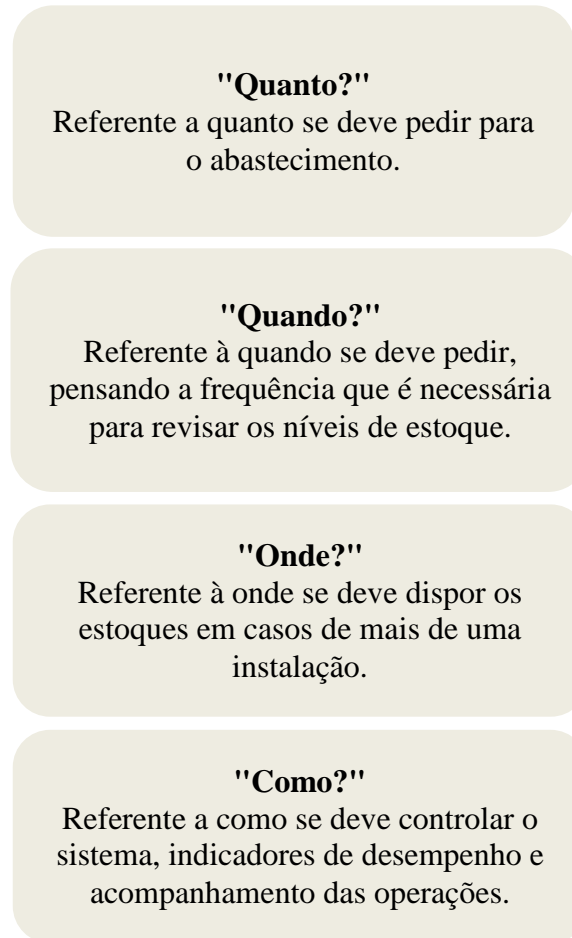 "Quanto?"
Referente a quanto se deve pedir para
o abastecimento.
"Quando?"
Referente à quando se deve pedir,
pensando a frequência que é necessária
para revisar os níveis de estoque.
"Onde?"
Referente à onde se deve dispor os
estoques em casos de mais de uma
instalação.
"Como?"
Referente a como se deve controlar o
sistema, indicadores de desempenho e
acompanhamento das operações.